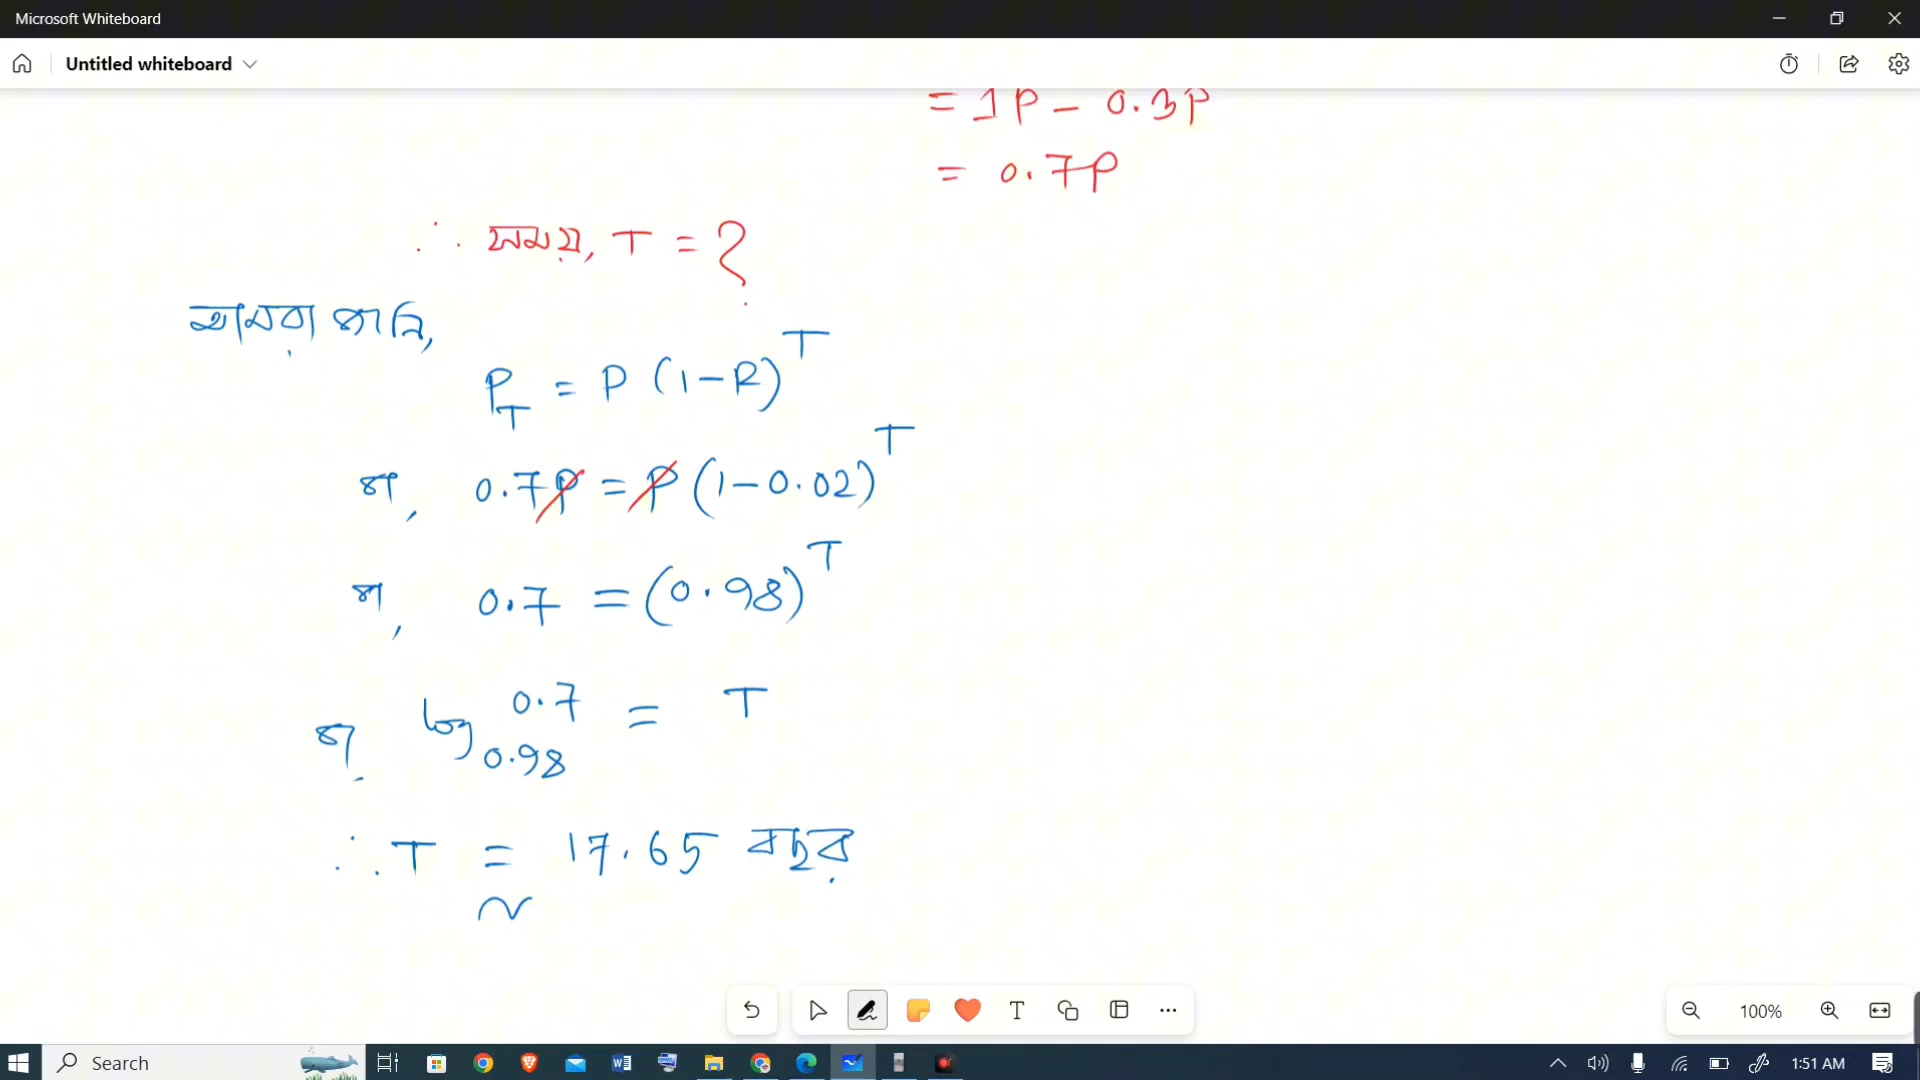 Microsoft Whiteboard
Untitled whiteboard
= 1P - 0.3P
= 0.7P
∴ সময়, T = ?
আমরা জানি,
P_T = P (1-R)^T
বা, 0.7P = P (1-0.02)^T
বা, 0.7 = (0.98)^T
বা, log_0.98 0.7 = T
∴ T = 17.65 বছর
~
100%
Search
1:51 AM